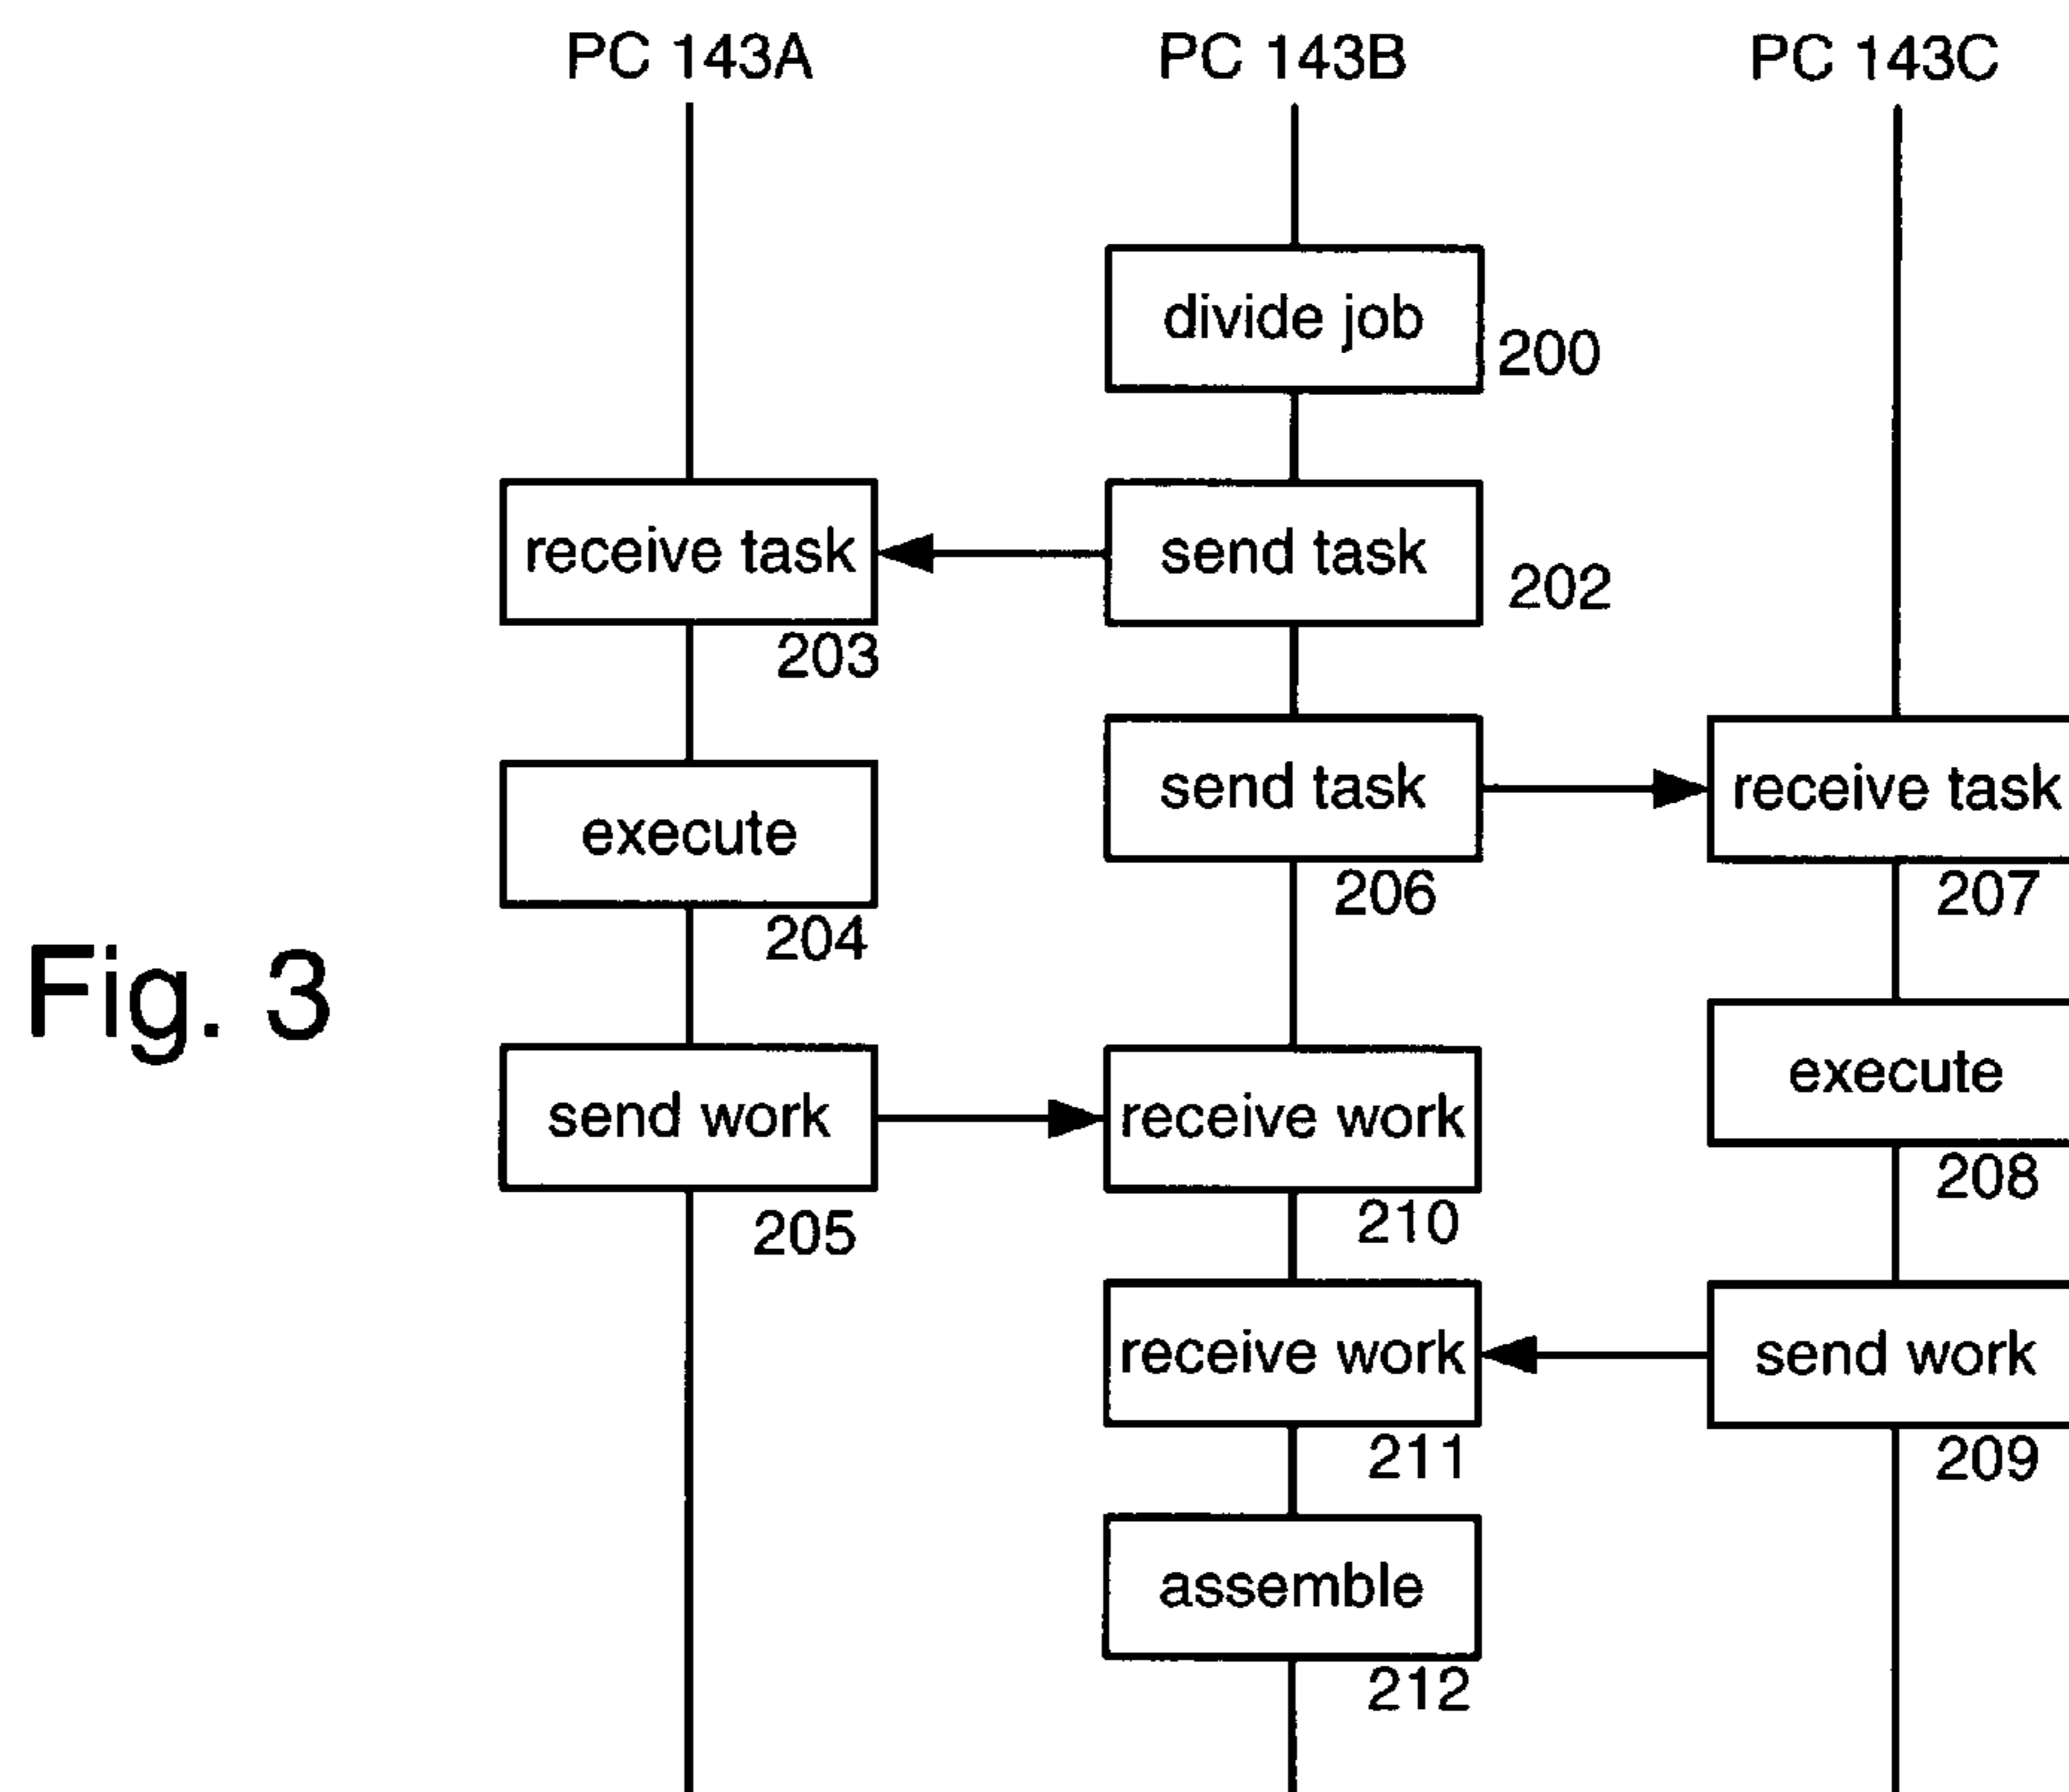 PC 143A PC 143B PC 143C
divide job
200
receive task send task
202
203
send task receive task
execute
206 207
204
Fig. 3
execute
send work receive work
208
205 210
receive work send work
211 209
assemble
212